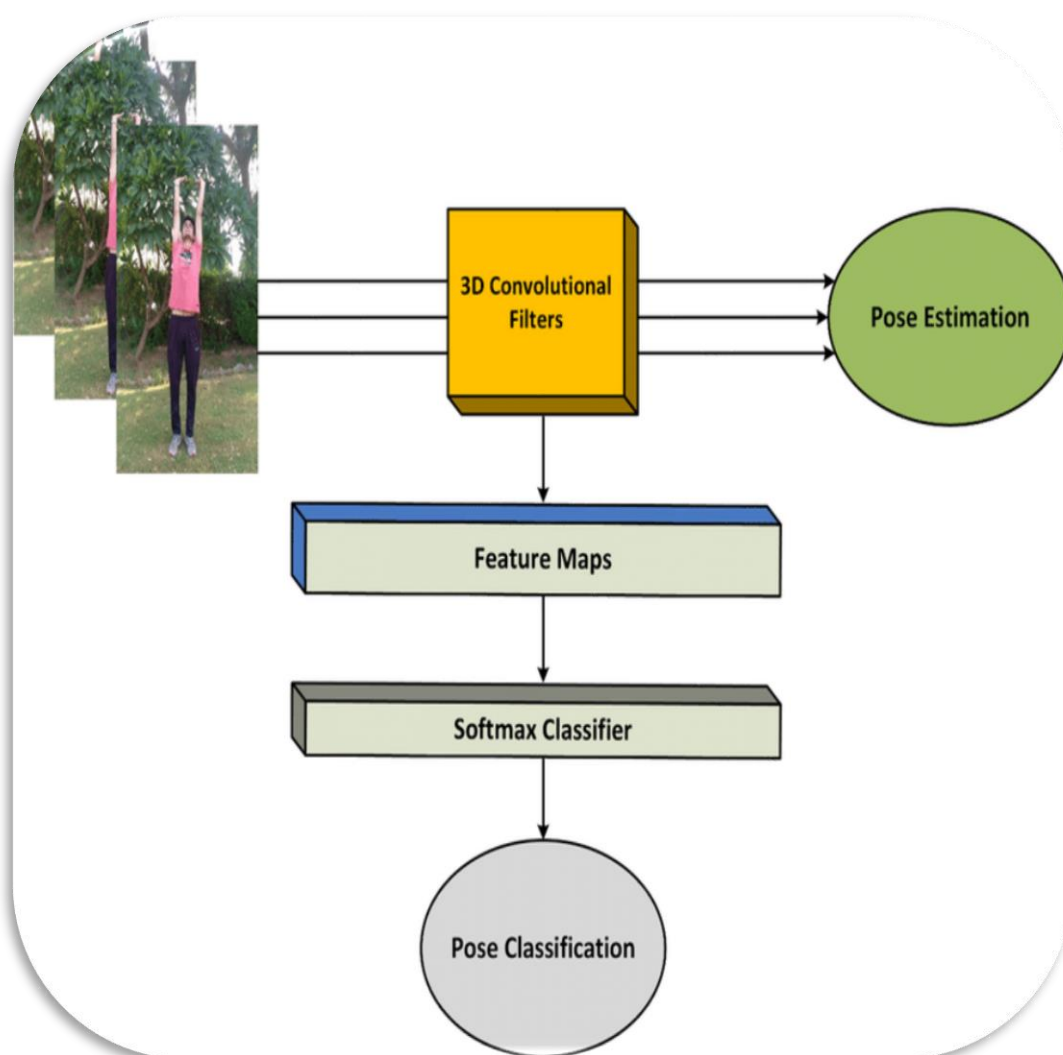 3D Convolutional
Filters
Pose Estimation
Feature Maps
Softmax Classifier
Pose Classification